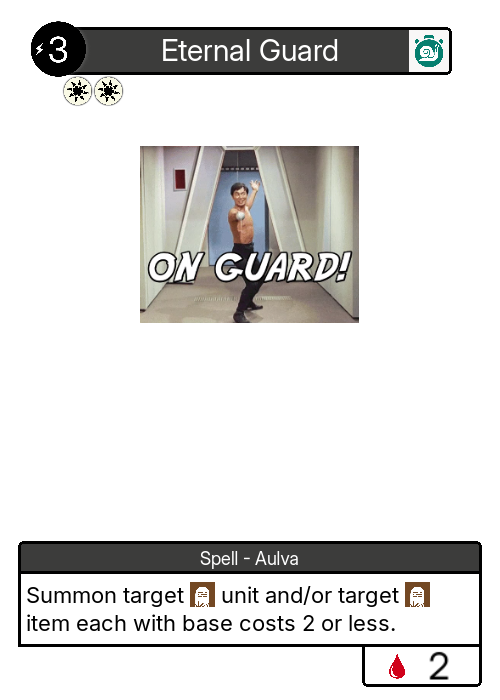 3
Eternal Guard
ON GUARD!
Spell - Aulva
Summon target unit and/or target
item each with base costs 2 or less.
2